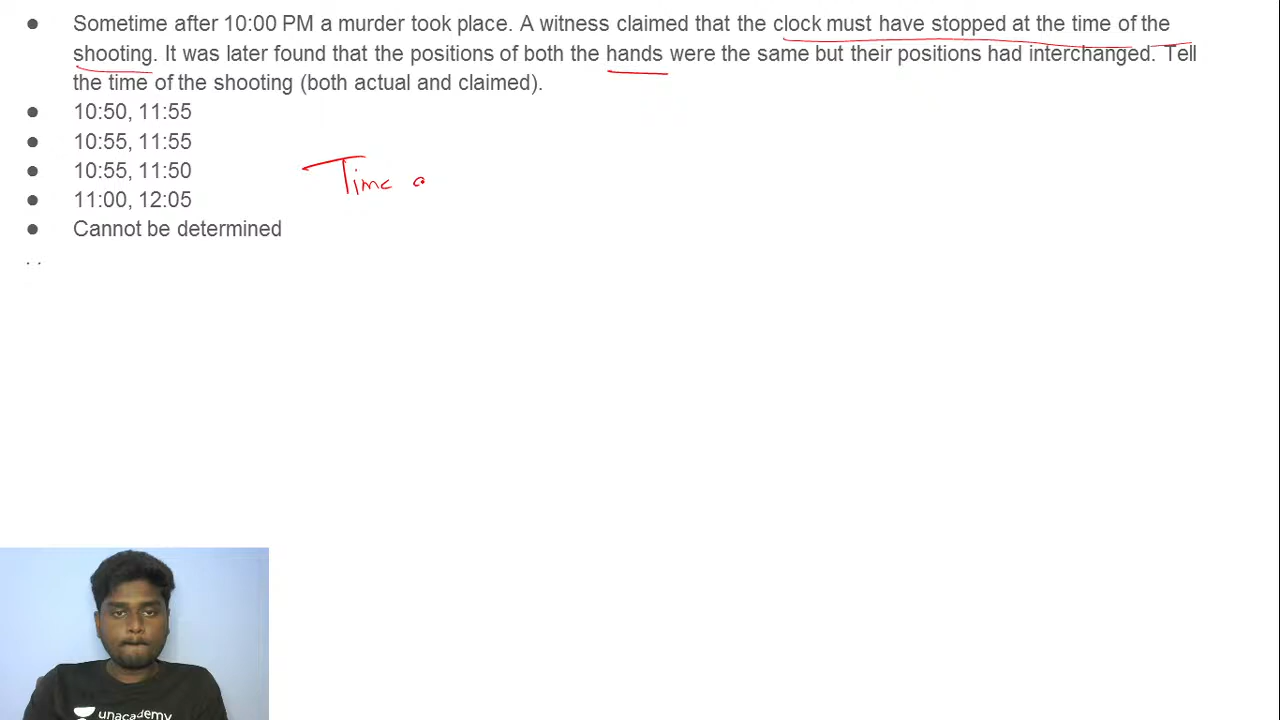 Sometime after 10:00 PM a murder took place. A witness claimed that the clock must have stopped at the time of the
shooting. It was later found that the positions of both the hands were the same but their positions had interchanged. Tell
the time of the shooting (both actual and claimed).
10:50, 11:55
10:55, 11:55
10:55, 11:50
11:00, 12:05
Cannot be determined
Time
unacademy